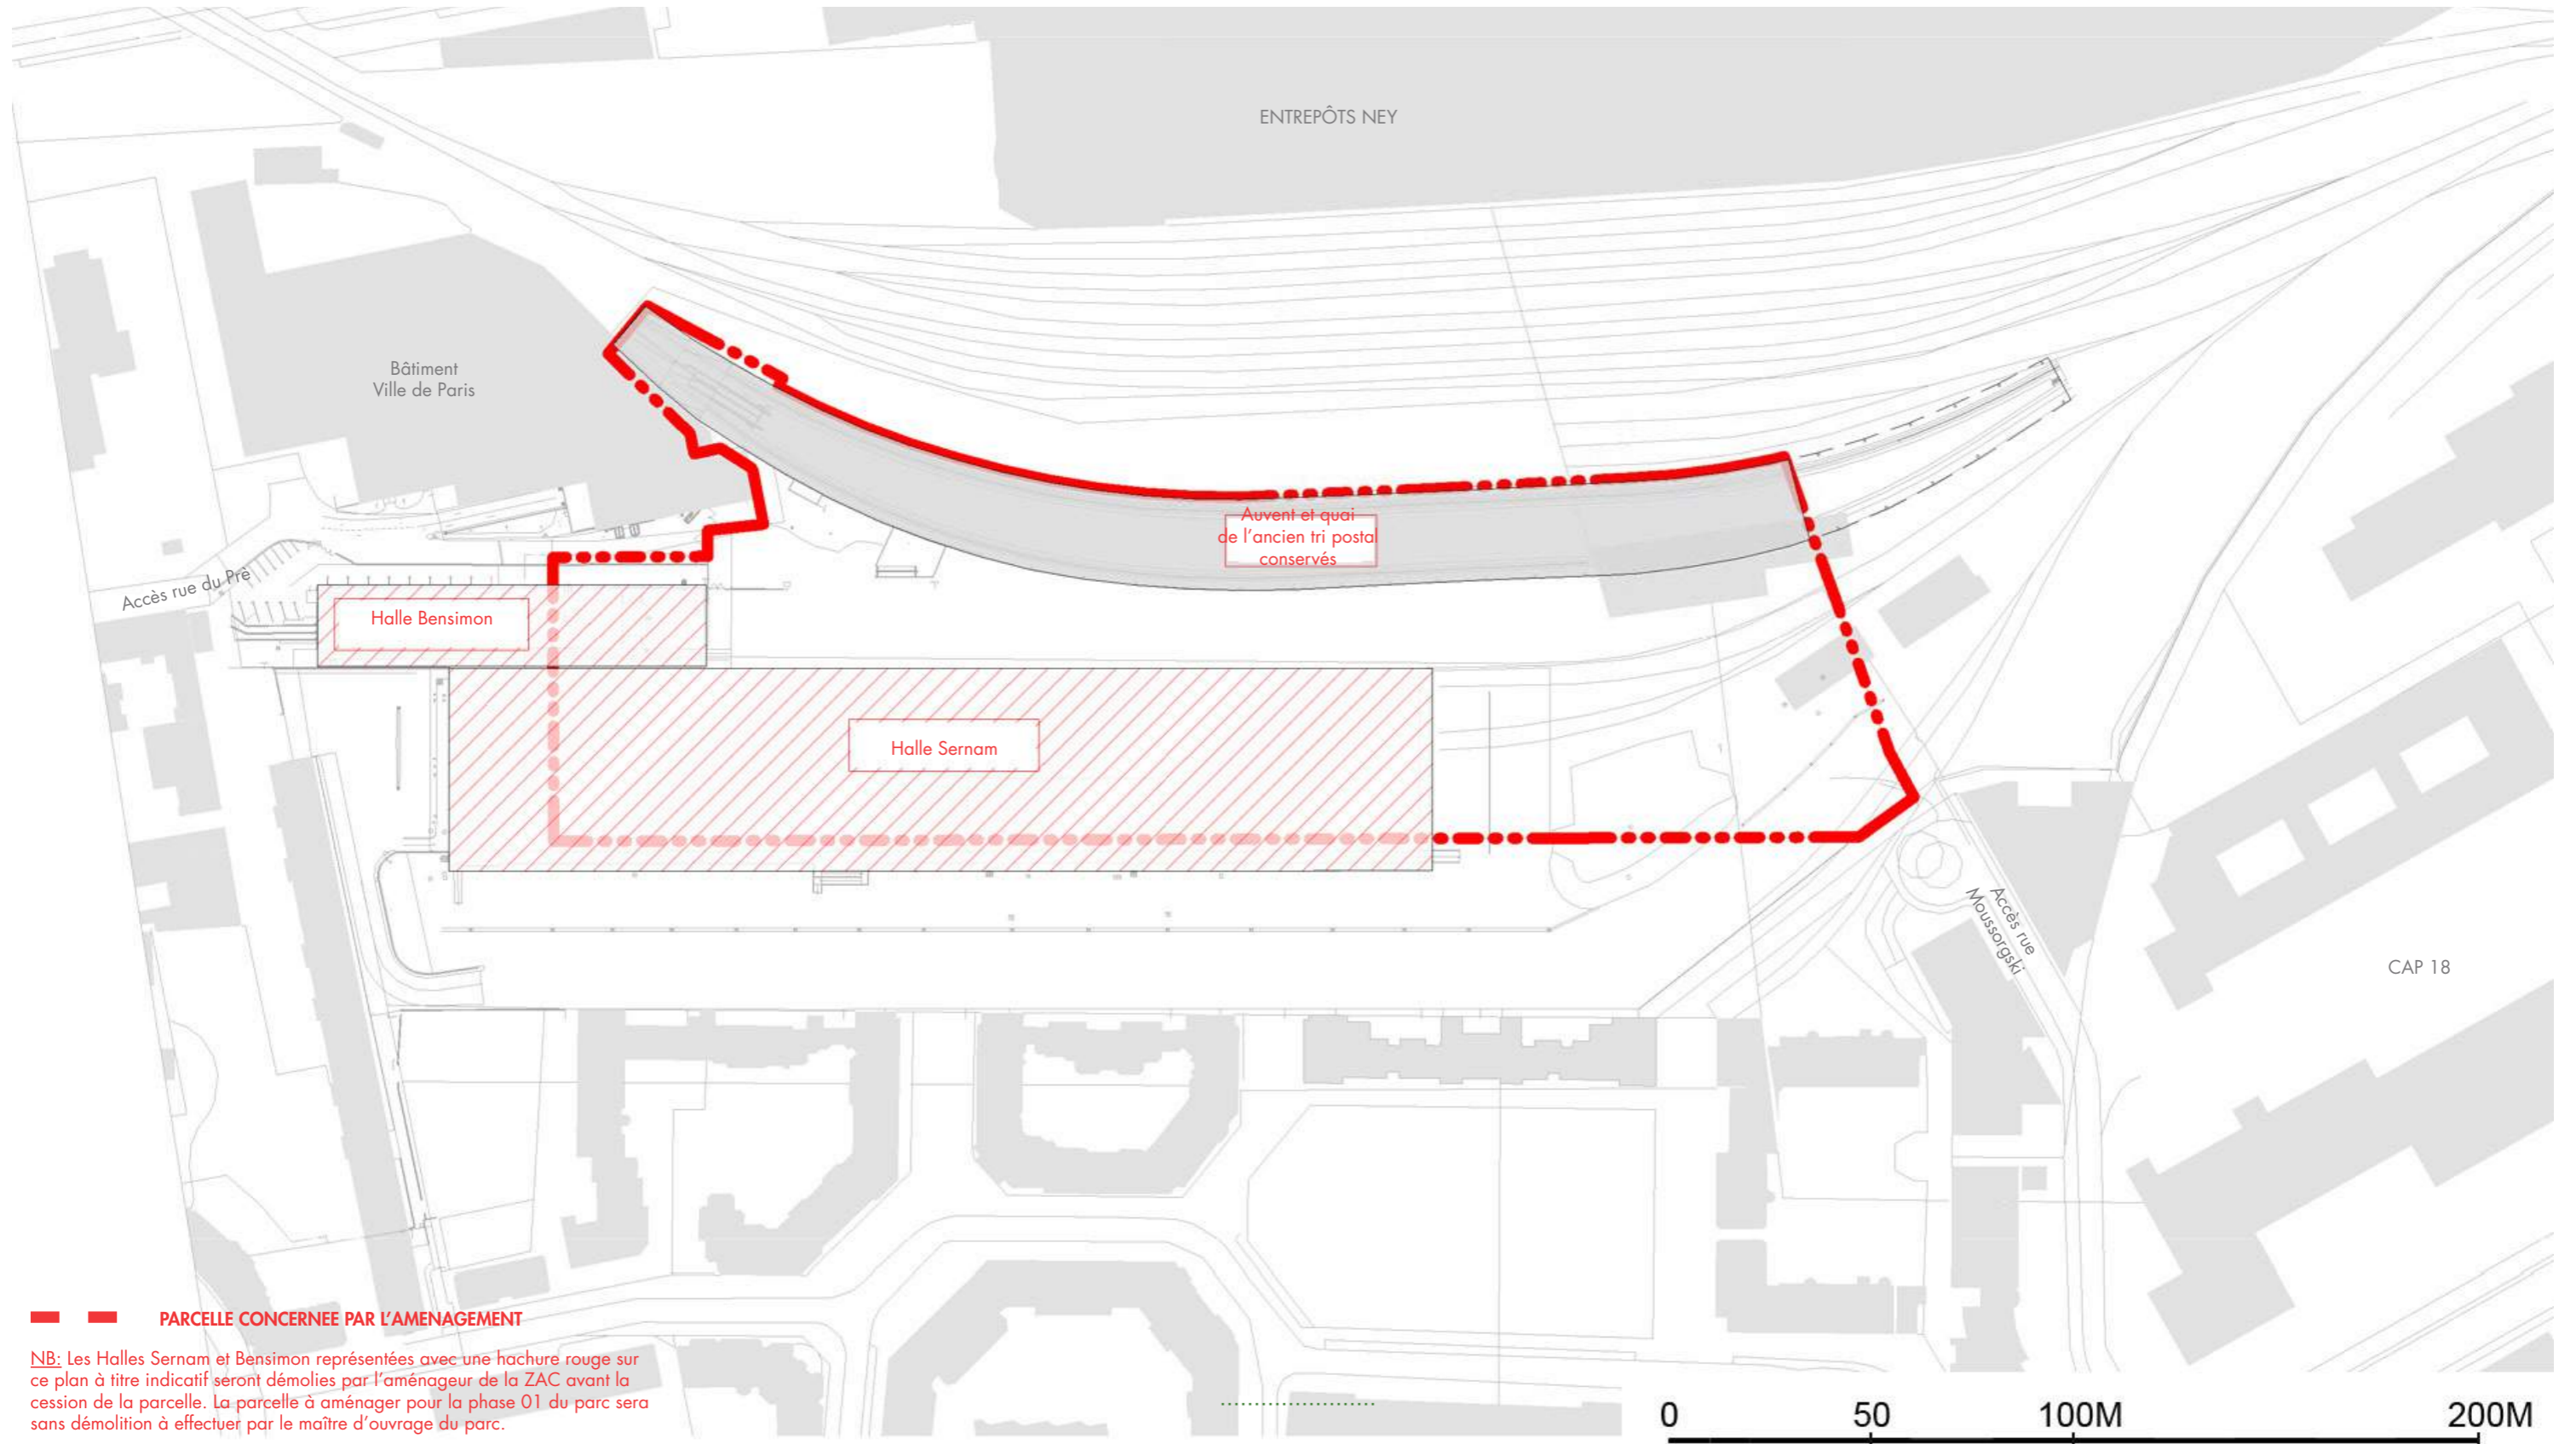 ENTREPÔTS NEY
Bâtiment
Ville de Paris
Auvent et quai
de l'ancien tri postal
conservés
Accès rue du Pré
Halle Bensimon
Halle Sernam
Accès rue
Moussorgski
CAP 18
PARCELLE CONCERNEE PAR L'AMENAGEMENT
NB: Les Halles Sernam et Bensimon représentées avec une hachure rouge sur
ce plan à titre indicatif seront démolies par l'aménageur de la ZAC avant la
cession de la parcelle. La parcelle à aménager pour la phase 01 du parc sera
sans démolition à effectuer par le maître d'ouvrage du parc.
0 50 100M 200M